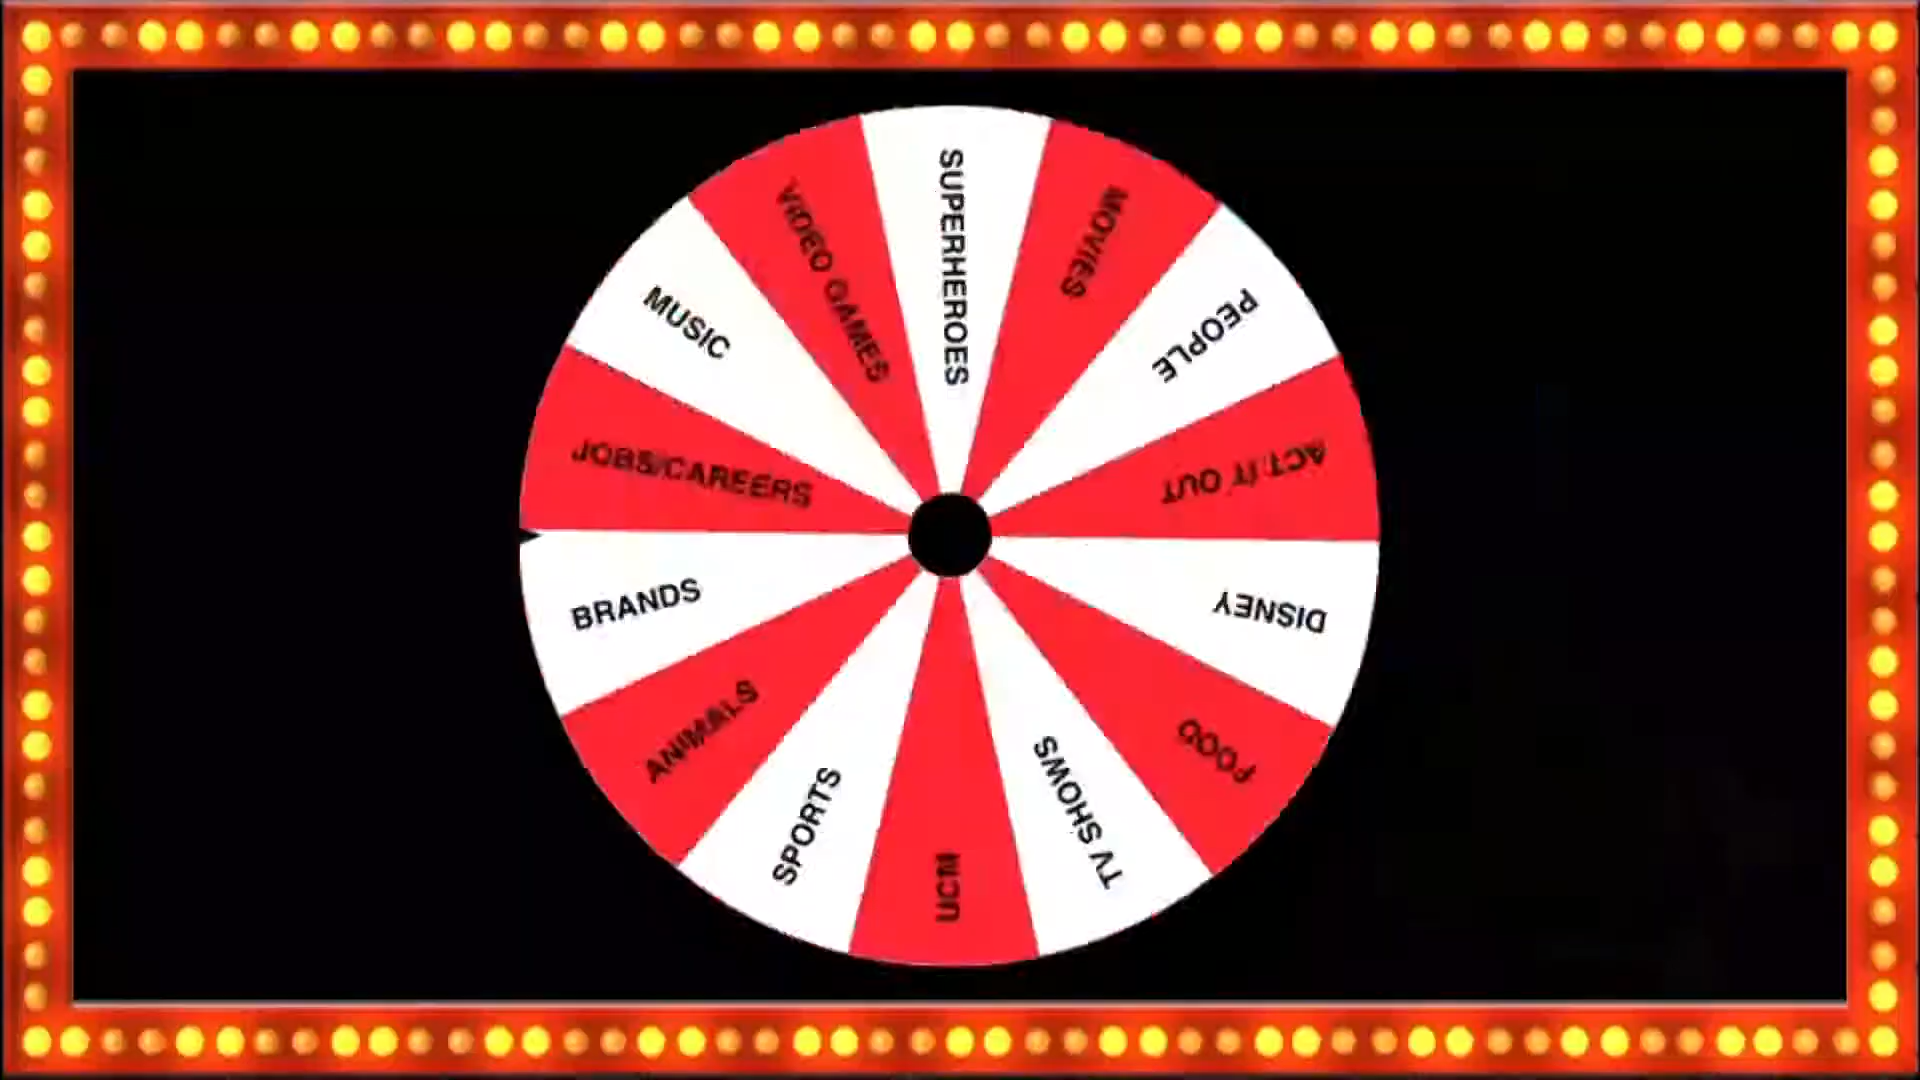 SUPERHEROES
MOVIES
PEOPLE
ACT IT OUT
DISNEY
FOOD
TV SHOWS
UCM
SPORTS
ANIMALS
BRANDS
JOBS/CAREERS
MUSIC
VIDEO GAMES